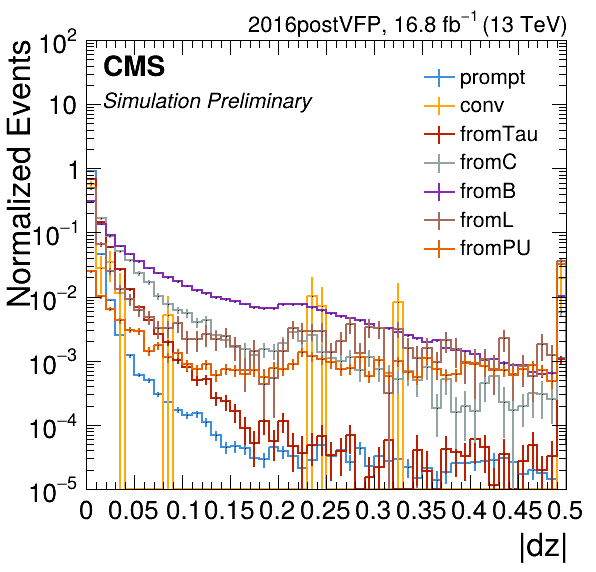 2016postVFP, 16.8 fb⁻¹ (13 TeV)
CMS
Simulation Preliminary
prompt
conv
fromTau
fromC
fromB
fromL
fromPU
Normalized Events
10²
10
1
10⁻¹
10⁻²
10⁻³
10⁻⁴
10⁻⁵
0 0.05 0.1 0.15 0.2 0.25 0.3 0.35 0.4 0.45 0.5
|dz|